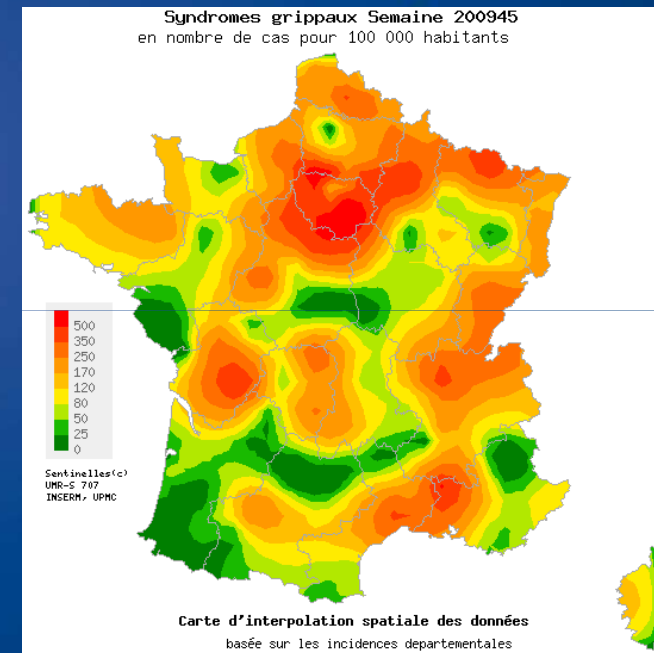 Syndromes grippaux Semaine 200945
en nombre de cas pour 100 000 habitants
500
350
250
170
120
80
50
25
0
Sentinelles(c)
UMR-S 707
INSERM, UPMC
Carte d'interpolation spatiale des données
basée sur les incidences departementales